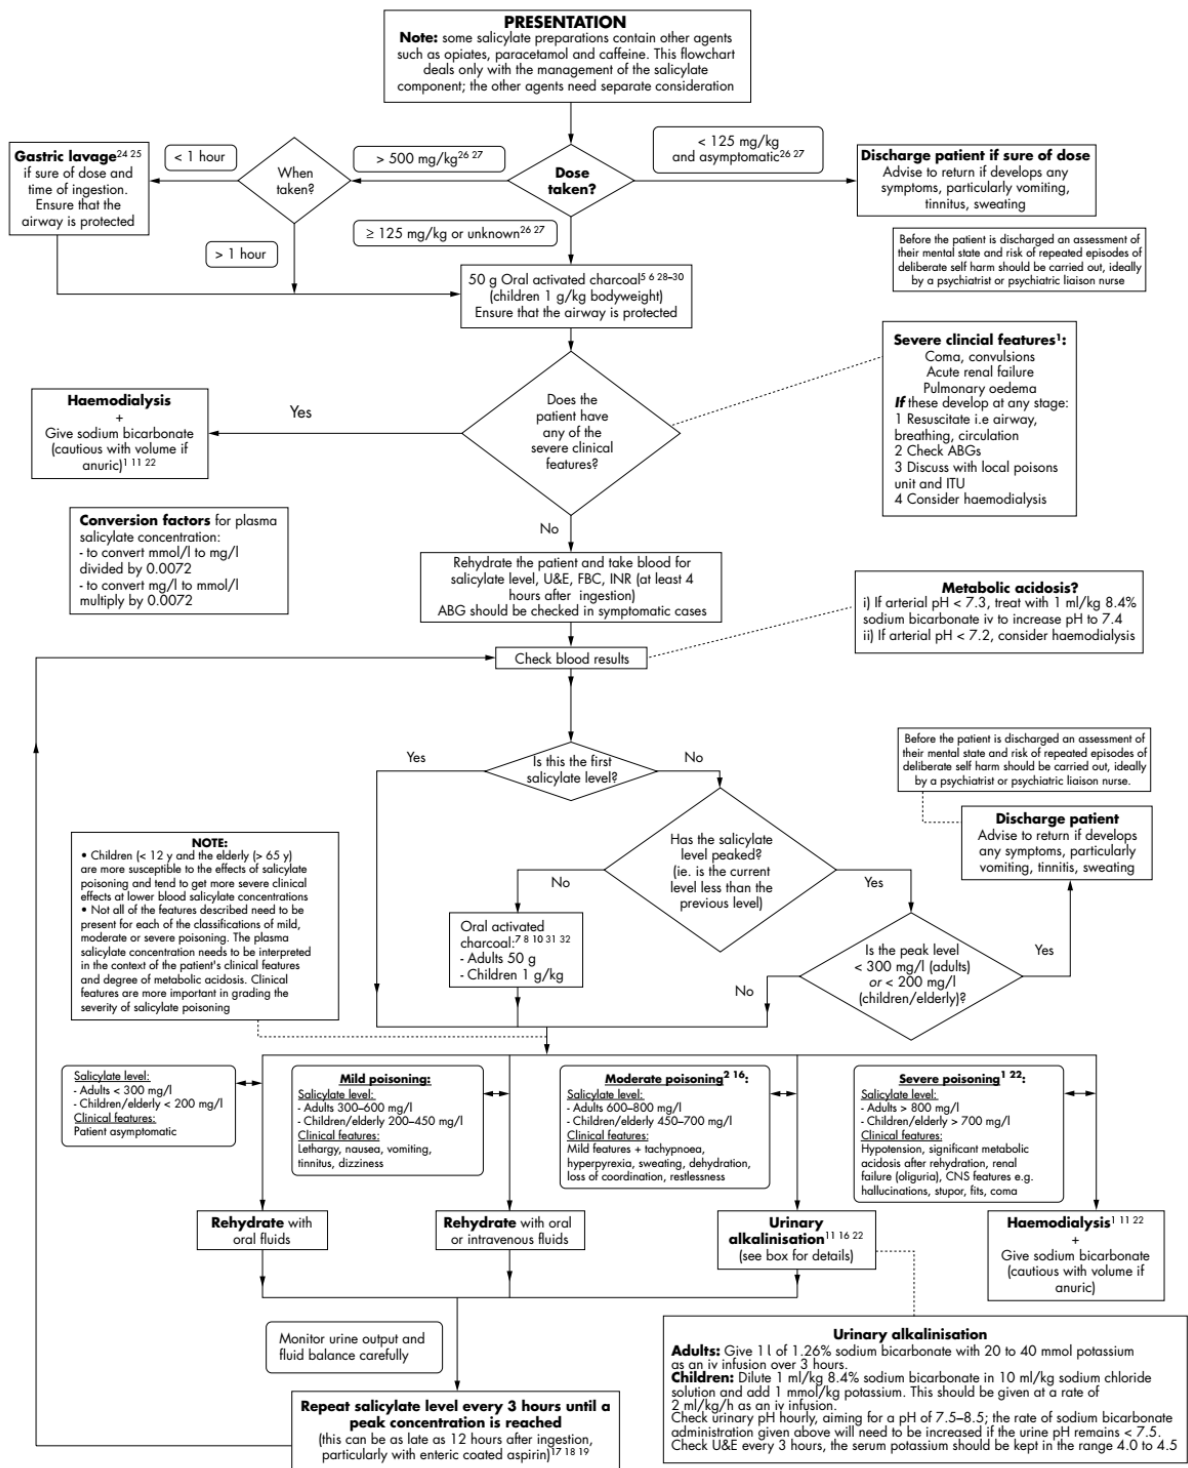 PRESENTATION
Note: some salicylate preparations contain other agents
such as opiates, paracetamol and caffeine. This flowchart
deals only with the management of the salicylate
component; the other agents need separate consideration
Gastric lavage24 25
if sure of dose and
time of ingestion.
Ensure that the
airway is protected
< 1 hour
When
taken?
> 500 mg/kg26 27
Dose
taken?
< 125 mg/kg
and asymptomatic26 27
Discharge patient if sure of dose
Advise to return if develops any
symptoms, particularly vomiting,
tinnitus, sweating
> 1 hour
≥ 125 mg/kg or unknown26 27
Before the patient is discharged an assessment of
their mental state and risk of repeated episodes of
deliberate self harm should be carried out, ideally
by a psychiatrist or psychiatric liaison nurse
50 g Oral activated charcoal5 6 28–30
(children 1 g/kg bodyweight)
Ensure that the airway is protected
Severe clincial features1:
Coma, convulsions
Acute renal failure
Pulmonary oedema
If these develop at any stage:
1 Resuscitate i.e airway,
breathing, circulation
2 Check ABGs
3 Discuss with local poisons
unit and ITU
4 Consider haemodialysis
Does the
patient have
any of the
severe clinical
features?
Yes
Haemodialysis
+
Give sodium bicarbonate
(cautious with volume if
anuric)1 11 22
No
Conversion factors for plasma
salicylate concentration:
- to convert mmol/l to mg/l
divided by 0.0072
- to convert mg/l to mmol/l
multiply by 0.0072
Rehydrate the patient and take blood for
salicylate level, U&E, FBC, INR (at least 4
hours after ingestion)
ABG should be checked in symptomatic cases
Metabolic acidosis?
i) If arterial pH < 7.3, treat with 1 ml/kg 8.4%
sodium bicarbonate iv to increase pH to 7.4
ii) If arterial pH < 7.2, consider haemodialysis
Check blood results
Yes
Is this the first
salicylate level?
No
Before the patient is discharged an assessment of
their mental state and risk of repeated episodes of
deliberate self harm should be carried out, ideally
by a psychiatrist or psychiatric liaison nurse.
Discharge patient
Advise to return if develops
any symptoms, particularly
vomiting, tinnitis, sweating
Has the salicylate
level peaked?
(ie. is the current
level less than the
previous level)
No
Yes
NOTE:
• Children (< 12 y and the elderly (> 65 y)
are more susceptible to the effects of salicylate
poisoning and tend to get more severe clinical
effects at lower blood salicylate concentrations
• Not all of the features described need to be
present for each of the classifications of mild,
moderate or severe poisoning. The plasma
salicylate concentration needs to be interpreted
in the context of the patient's clinical features
and degree of metabolic acidosis. Clinical
features are more important in grading the
severity of salicylate poisoning
Oral activated
charcoal:7 8 10 31 32
- Adults 50 g
- Children 1 g/kg
Is the peak level
< 300 mg/l (adults)
or < 200 mg/l
(children/elderly)?
Yes
No
Salicylate level:
- Adults < 300 mg/l
- Children/elderly < 200 mg/l
Clinical features:
Patient asymptomatic
Mild poisoning:
Salicylate level:
- Adults 300–600 mg/l
- Children/elderly 200–450 mg/l
Clinical features:
Lethargy, nausea, vomiting,
tinnitus, dizziness
Moderate poisoning2 16:
Salicylate level:
- Adults 600–800 mg/l
- Children/elderly 450–700 mg/l
Clinical features:
Mild features + tachypnoea,
hyperpyrexia, sweating, dehydration,
loss of coordination, restlessness
Severe poisoning1 22:
Salicylate level:
- Adults > 800 mg/l
- Children/elderly > 700 mg/l
Clinical features:
Hypotension, significant metabolic
acidosis after rehydration, renal
failure (oliguria), CNS features e.g.
hallucinations, stupor, fits, coma
Rehydrate with
oral fluids
Rehydrate with oral
or intravenous fluids
Urinary
alkalinisation11 16 22
(see box for details)
Haemodialysis1 11 22
+
Give sodium bicarbonate
(cautious with volume if
anuric)
Monitor urine output and
fluid balance carefully
Urinary alkalinisation
Adults: Give 1 l of 1.26% sodium bicarbonate with 20 to 40 mmol potassium
as an iv infusion over 3 hours.
Children: Dilute 1 ml/kg 8.4% sodium bicarbonate in 10 ml/kg sodium chloride
solution and add 1 mmol/kg potassium. This should be given at a rate of
2 ml/kg/h as an iv infusion.
Check urinary pH hourly, aiming for a pH of 7.5–8.5; the rate of sodium bicarbonate
administration given above will need to be increased if the urine pH remains < 7.5.
Check U&E every 3 hours, the serum potassium should be kept in the range 4.0 to 4.5
Repeat salicylate level every 3 hours until a
peak concentration is reached
(this can be as late as 12 hours after ingestion,
particularly with enteric coated aspirin)17 18 19